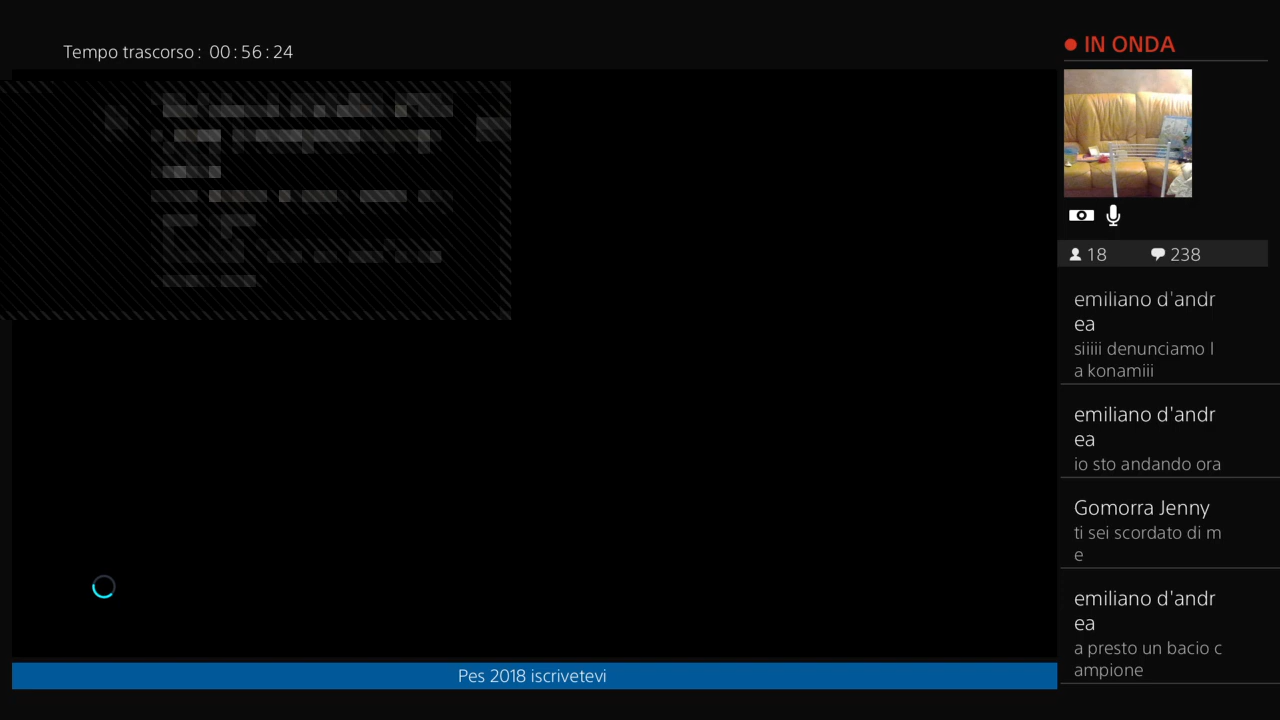 Tempo trascorso: 00:56:24
IN ONDA
18 238
emiliano d'andr
ea
siiiii denunciamo l
a konamiii
emiliano d'andr
ea
io sto andando ora
Gomorra Jenny
ti sei scordato di m
e
emiliano d'andr
ea
a presto un bacio c
ampione
Pes 2018 iscrivetevi